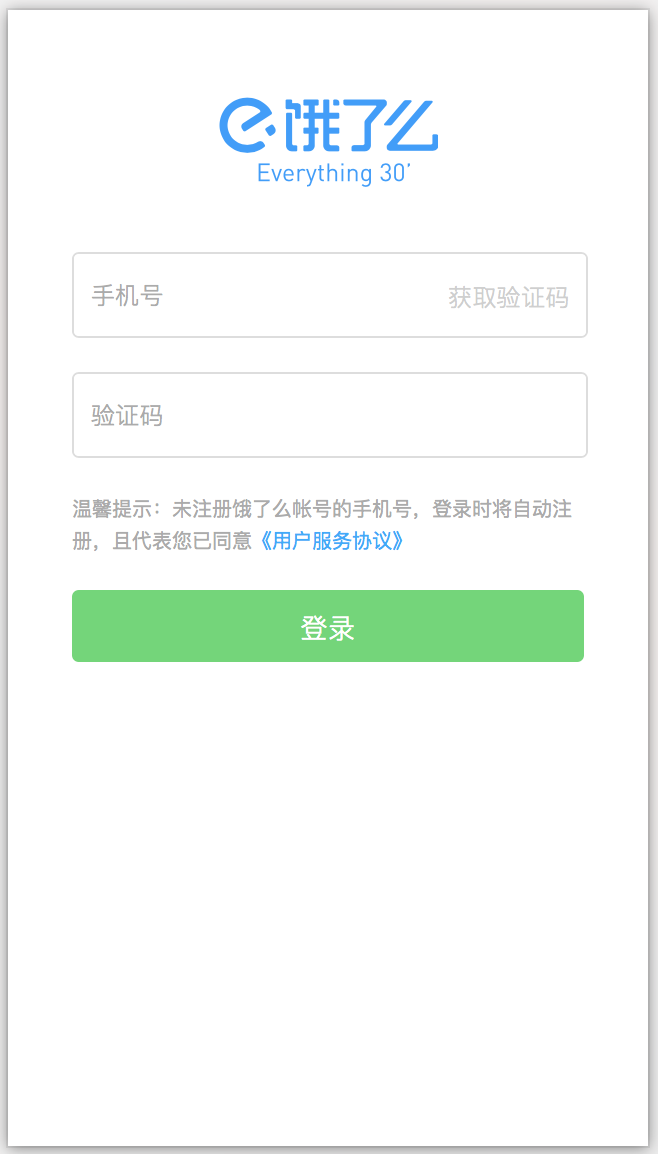 饿了么
Everything 30'
手机号
获取验证码
验证码
温馨提示：未注册饿了么帐号的手机号，登录时将自动注
册，且代表您已同意《用户服务协议》
登录